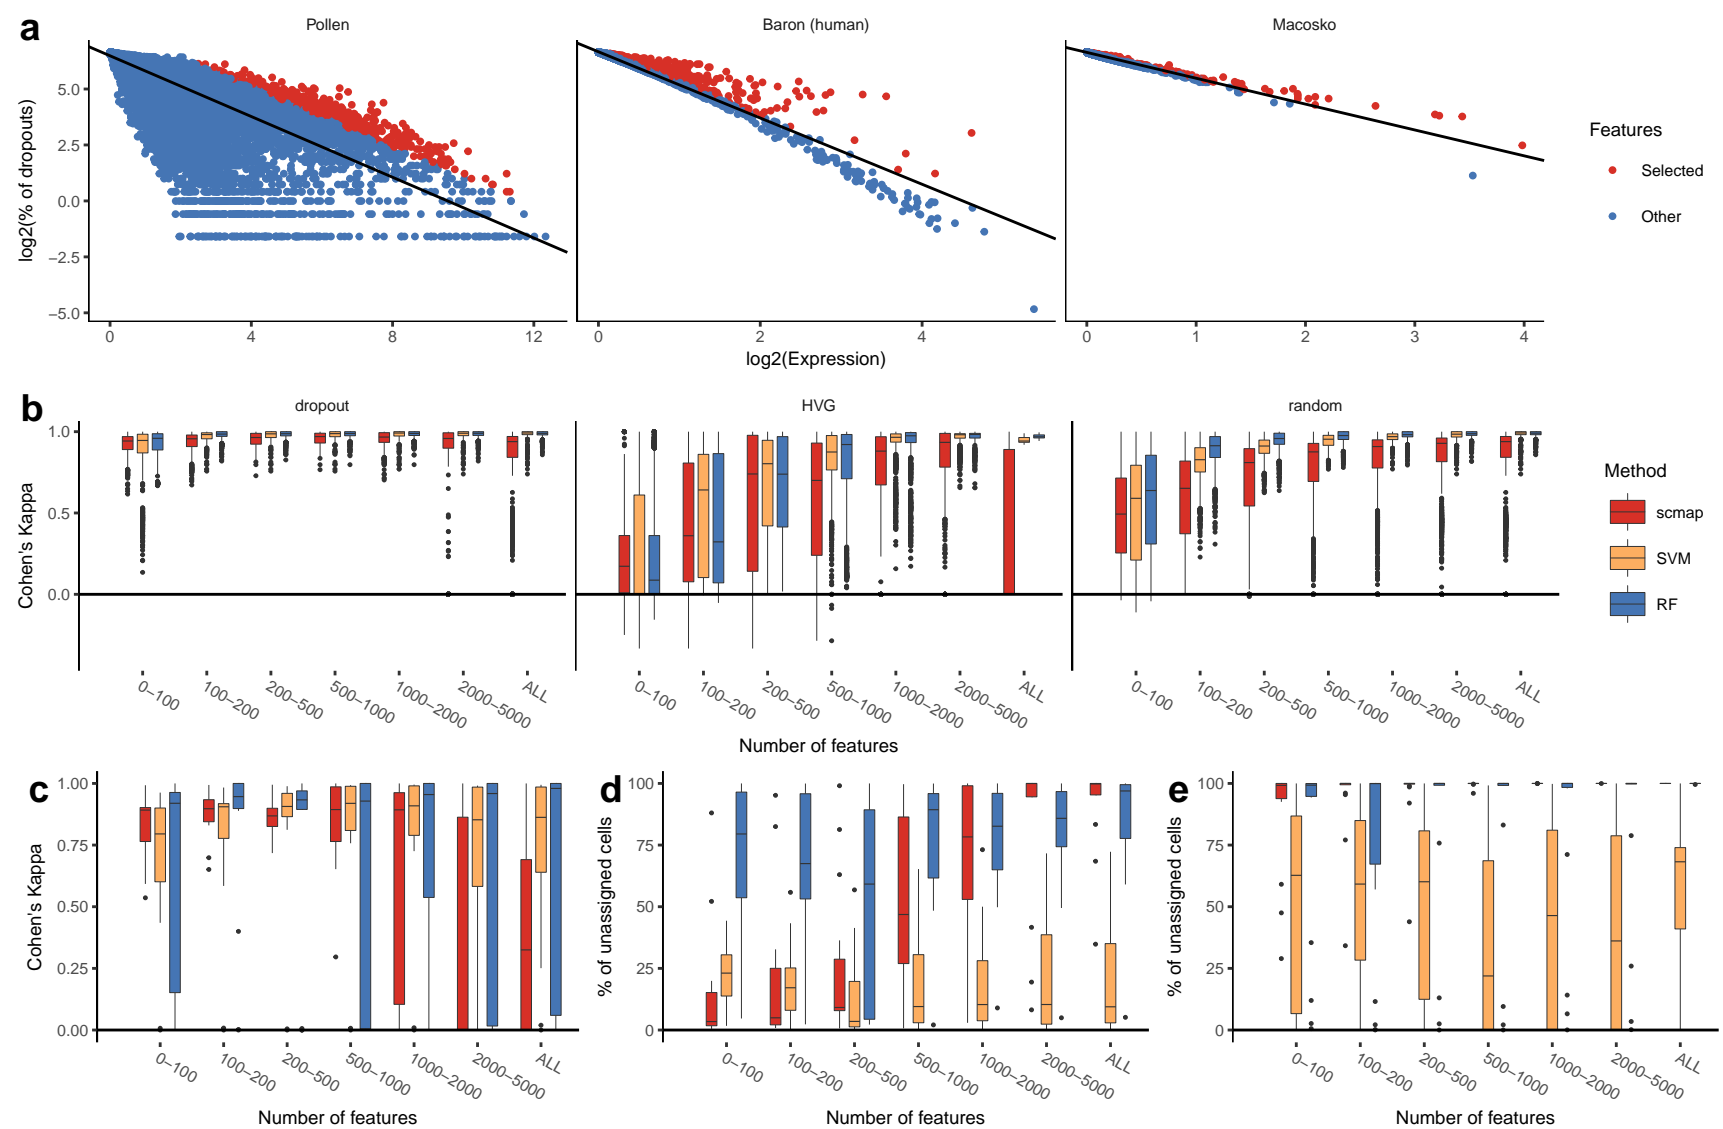 a
Pollen
Baron (human)
Macosko
log2(% of dropouts)
5.0
2.5
0.0
−2.5
−5.0
0 4 8 12
0 2 4
0 1 2 3 4
log2(Expression)
Features
Selected
Other
b
dropout
HVG
random
Cohen's Kappa
1.0
0.5
0.0
0−100 100−200 200−500 500−1000 1000−2000 2000−5000 ALL
0−100 100−200 200−500 500−1000 1000−2000 2000−5000 ALL
0−100 100−200 200−500 500−1000 1000−2000 2000−5000 ALL
Number of features
Method
scmap
SVM
RF
c
Cohen's Kappa
1.00
0.75
0.50
0.25
0.00
0−100 100−200 200−500 500−1000 1000−2000 2000−5000 ALL
Number of features
d
% of unassigned cells
100
75
50
25
0
0−100 100−200 200−500 500−1000 1000−2000 2000−5000 ALL
Number of features
e
% of unassigned cells
100
75
50
25
0
0−100 100−200 200−500 500−1000 1000−2000 2000−5000 ALL
Number of features